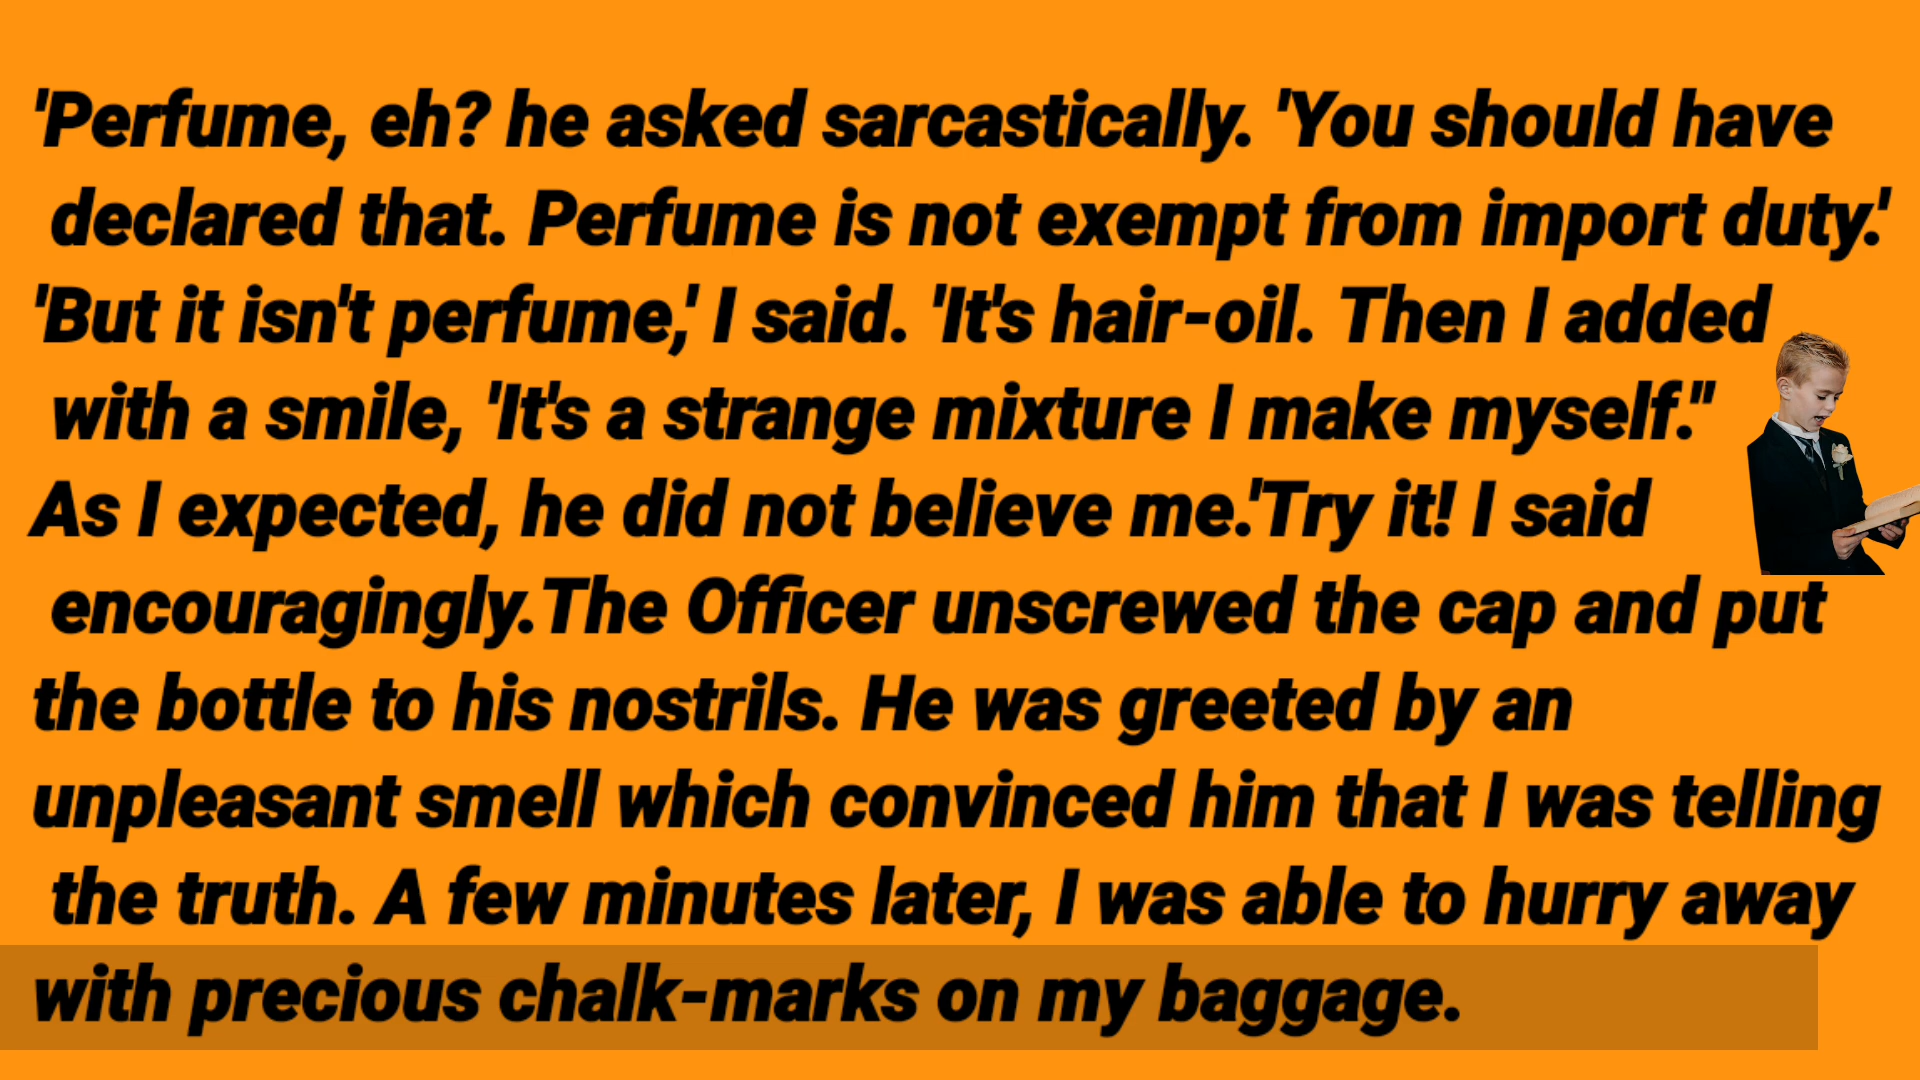 'Perfume, eh? he asked sarcastically. 'You should have
declared that. Perfume is not exempt from import duty.'
'But it isn't perfume,' I said. 'It's hair-oil. Then I added
with a smile, 'It's a strange mixture I make myself."
As I expected, he did not believe me.'Try it! I said
encouragingly.The Officer unscrewed the cap and put
the bottle to his nostrils. He was greeted by an
unpleasant smell which convinced him that I was telling
the truth. A few minutes later, I was able to hurry away
with precious chalk-marks on my baggage.